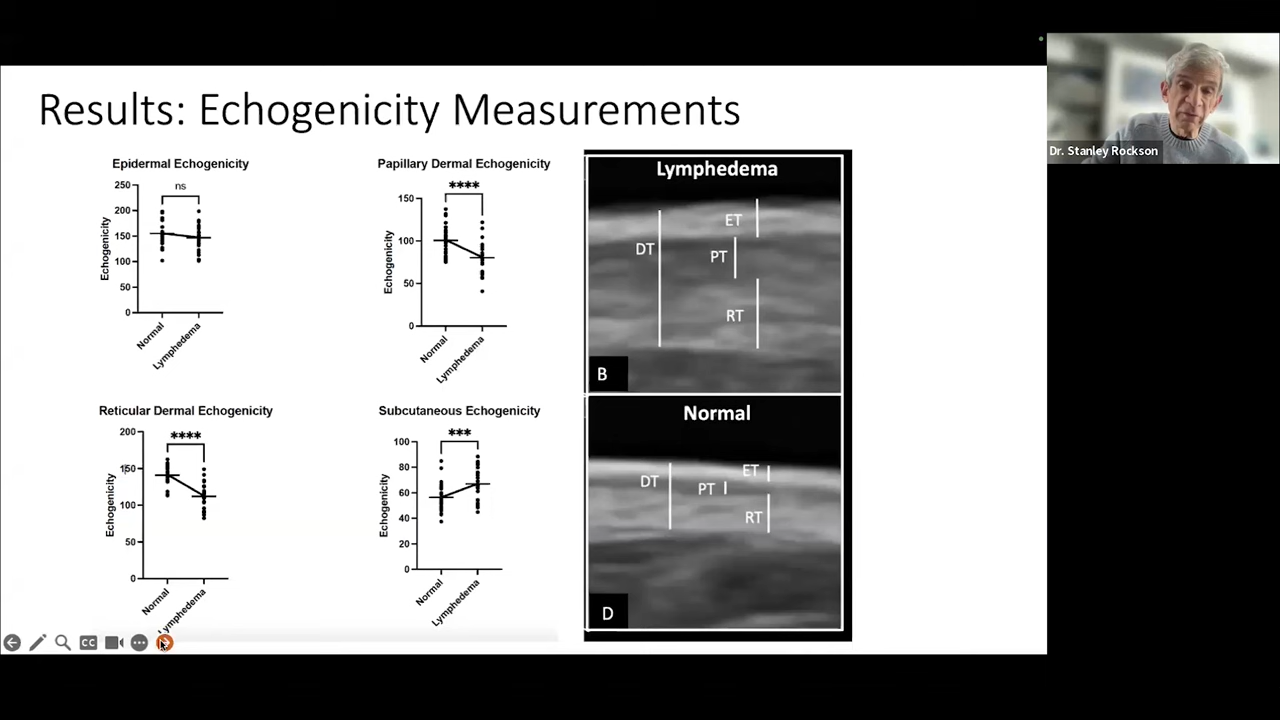 Results: Echogenicity Measurements
Dr. Stanley Rockson
Epidermal Echogenicity
250
200
150
100
50
0
Echogenicity
ns
Normal
Lymphedema
Papillary Dermal Echogenicity
150
100
50
0
Echogenicity
****
Normal
Lymphedema
Reticular Dermal Echogenicity
200
150
100
50
0
Echogenicity
****
Normal
Lymphedema
Subcutaneous Echogenicity
100
80
60
40
20
0
Echogenicity
***
Normal
Lymphedema
Lymphedema
ET
DT
PT
RT
B
Normal
ET
DT
PT
RT
D
CC